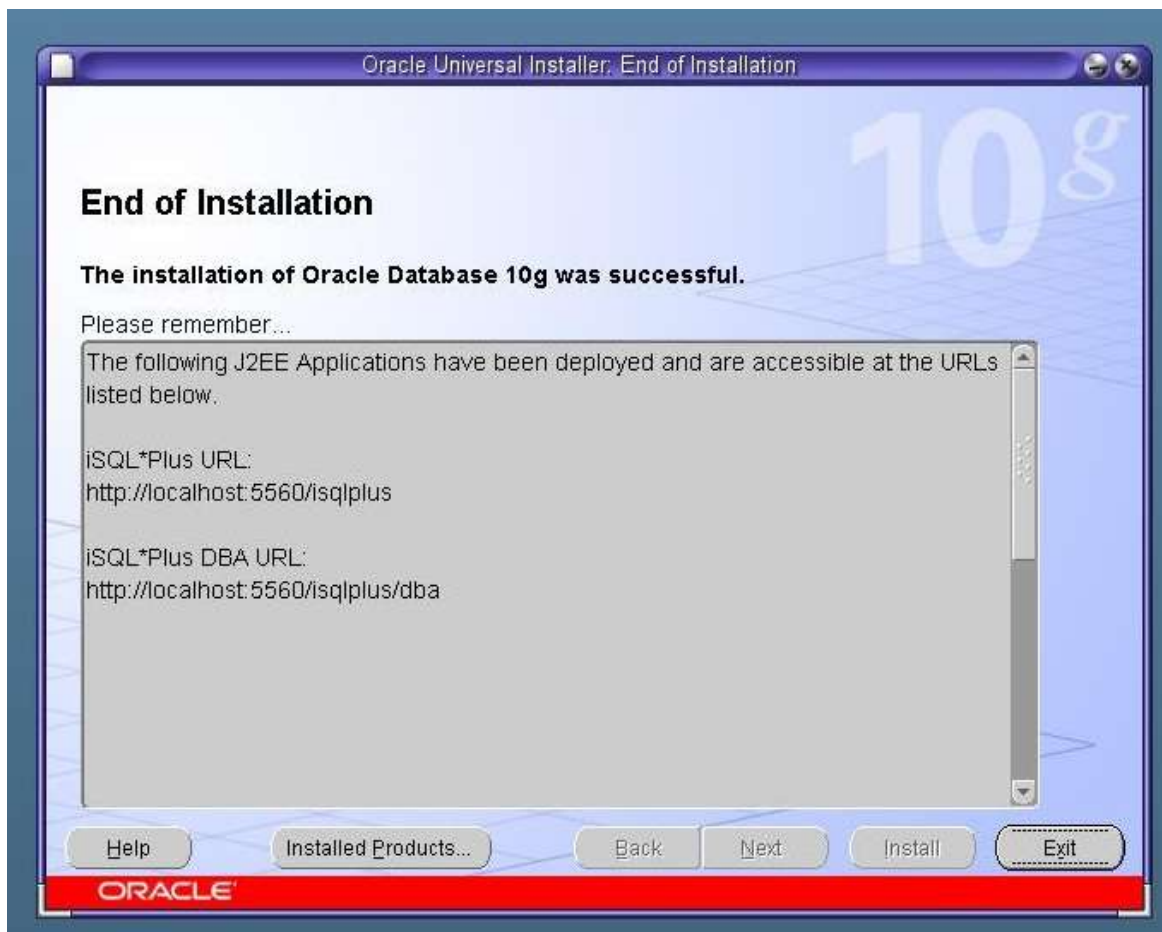 Oracle Universal Installer: End of Installation
10g
End of Installation
The installation of Oracle Database 10g was successful.
Please remember...
The following J2EE Applications have been deployed and are accessible at the URLs
listed below.
iSQL*Plus URL:
http://localhost:5560/isqlplus
iSQL*Plus DBA URL:
http://localhost:5560/isqlplus/dba
Help
Installed Products...
Back
Next
Install
Exit
ORACLE